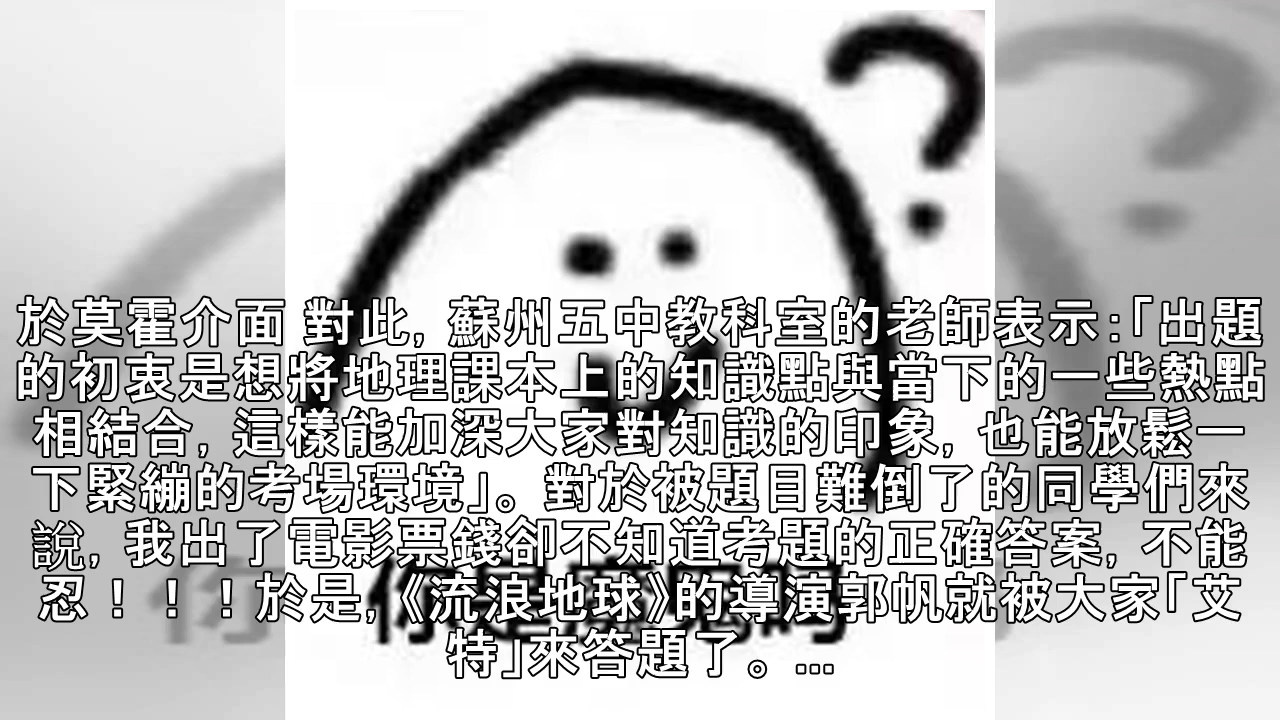 於莫霍介面 對此, 蘇州五中教科室的老師表示:「出題
的初衷是想將地理課本上的知識點與當下的一些熱點
相結合, 這樣能加深大家對知識的印象, 也能放鬆一
下緊繃的考場環境」。對於被題目難倒了的同學們來
說, 我出了電影票錢卻不知道考題的正確答案, 不能
忍!!!於是,《流浪地球》的導演郭帆就被大家「艾
特」來答題了。...